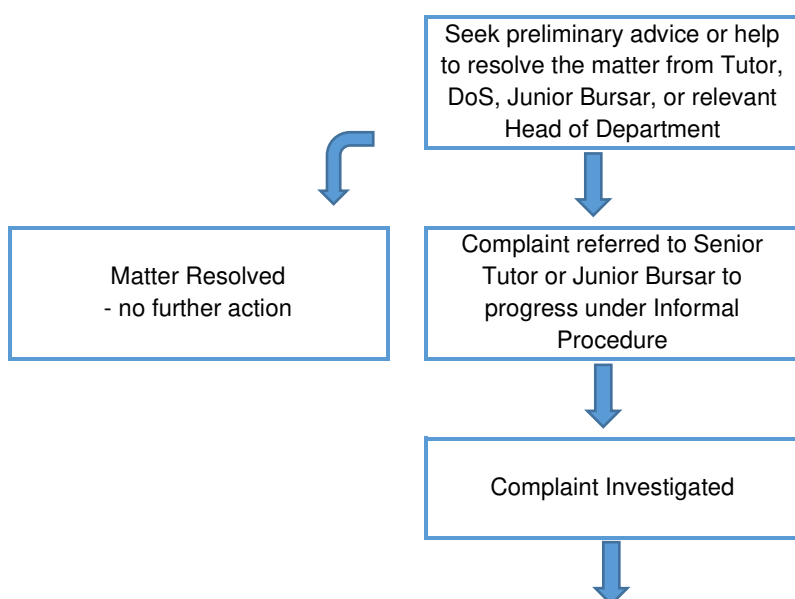 Seek preliminary advice or help
to resolve the matter from Tutor,
DoS, Junior Bursar, or relevant
Head of Department
Matter Resolved
- no further action
Complaint referred to Senior
Tutor or Junior Bursar to
progress under Informal
Procedure
Complaint Investigated